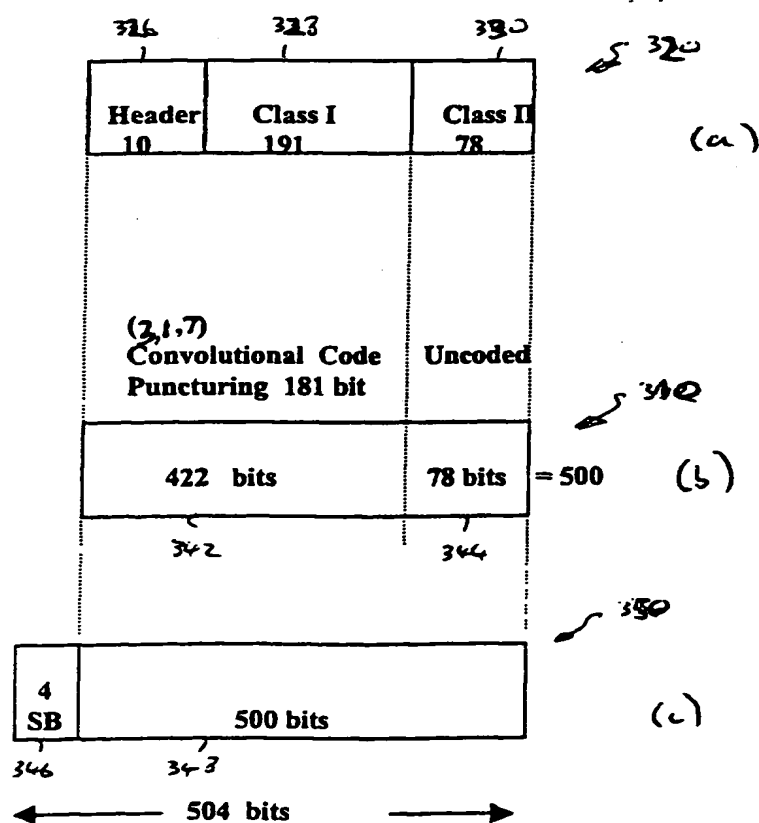 326 323 330
320
Header Class I Class II
10 191 78
(a)
(2,1,7)
Convolutional Code Uncoded
Puncturing 181 bit
422 bits 78 bits = 500
(b)
342 344
350
4
SB 500 bits
(c)
346 343
504 bits